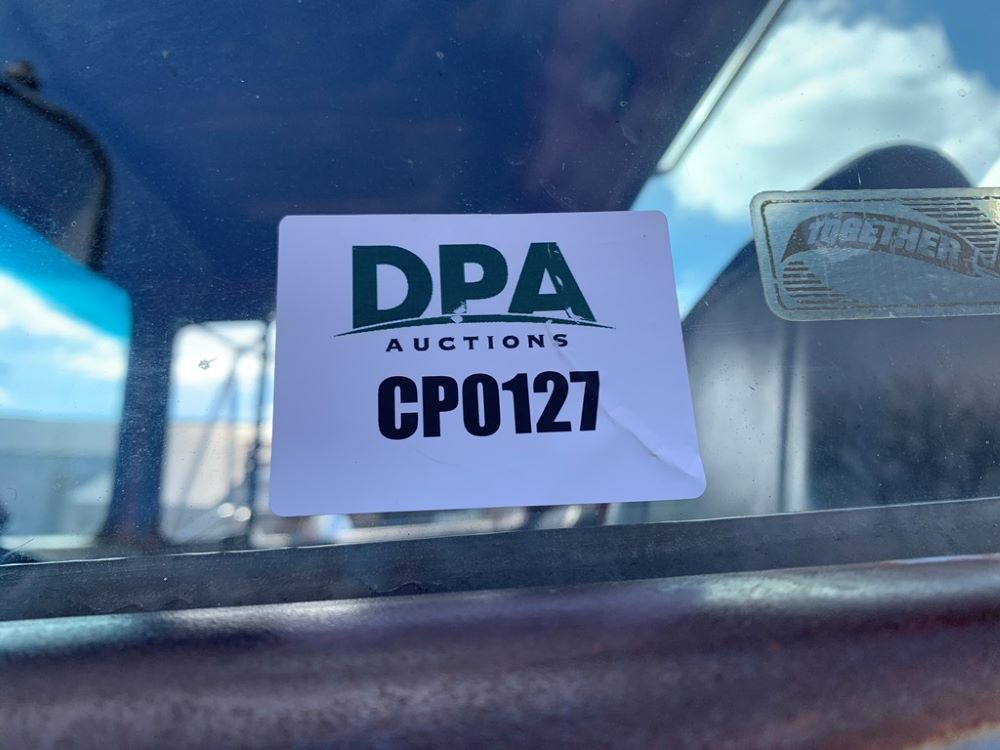 DPA
AUCTIONS
CP0127
TOGETHER